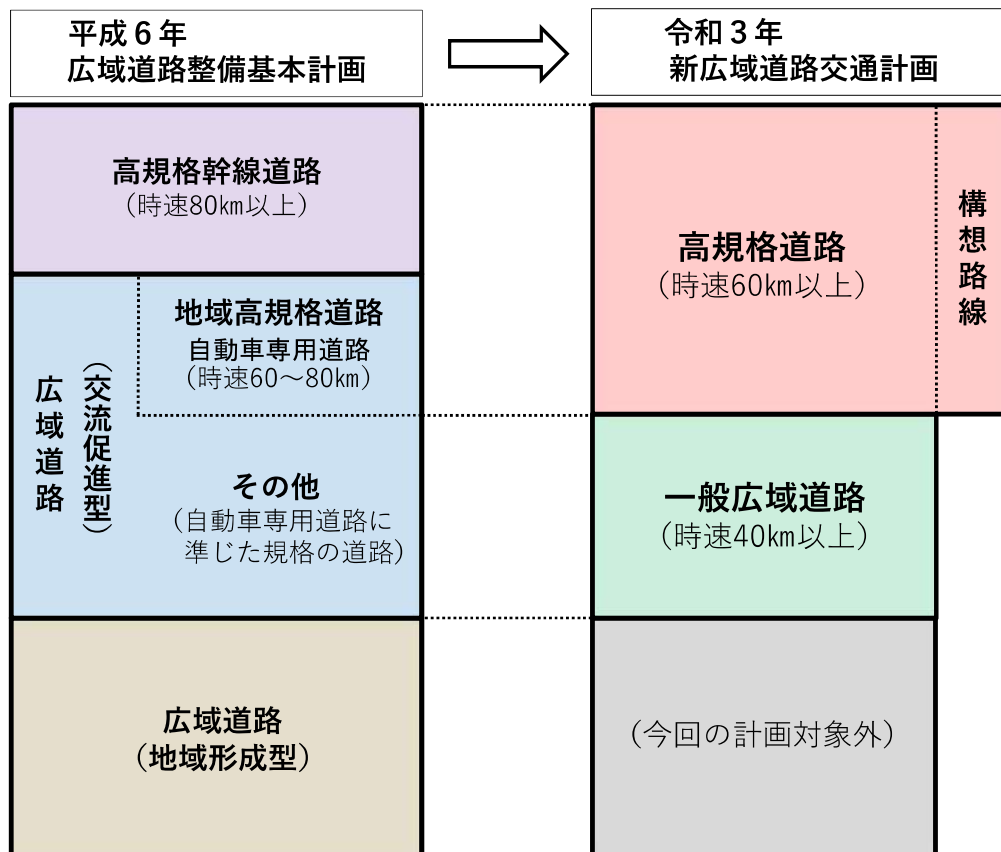 平成6年
広域道路整備基本計画
令和3年
新広域道路交通計画
高規格幹線道路
（時速80㎞以上）
広域道路
（交流促進型）
地域高規格道路
自動車専用道路
（時速60～80㎞）
その他
（自動車専用道路に
準じた規格の道路）
広域道路
（地域形成型）
高規格道路
（時速60㎞以上）
構想路線
一般広域道路
（時速40㎞以上）
（今回の計画対象外）